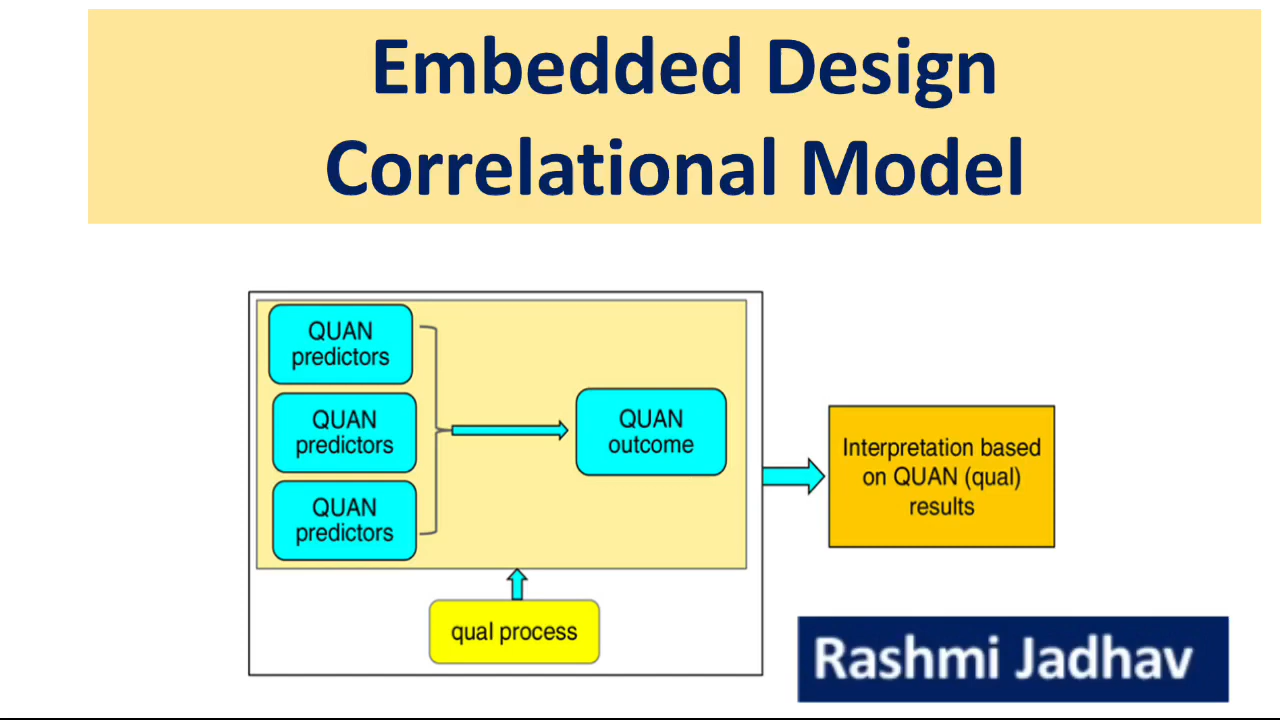 Embedded Design
Correlational Model
QUAN
predictors
QUAN
predictors
QUAN
predictors
QUAN
outcome
qual process
Interpretation based
on QUAN (qual)
results
Rashmi Jadhav